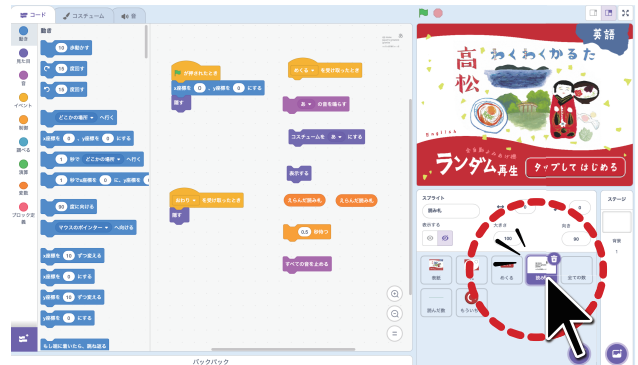 コード
コスチューム
音
動き
見た目
音
イベント
制御
調べる
演算
変数
ブロック定義
動き
10 歩動かす
15 度回す
15 度回す
どこかの場所 へ行く
x座標を 0 、y座標を 0 にする
1 秒で どこかの場所 へ行く
1 秒でx座標を 0 に、y座標を
90 度に向ける
マウスのポインター へ向ける
x座標を 10 ずつ変える
x座標を 0 にする
y座標を 10 ずつ変える
y座標を 0 にする
もし端に着いたら、跳ね返る
が押されたとき
x座標を 0 、y座標を 0 にする
隠す
おわり を受け取ったとき
隠す
めくる を受け取ったとき
あ の音を鳴らす
コスチュームを あ にする
表示する
えらんだ読み札
えらんだ読み札
0.5 秒待つ
すべての音を止める
バックパック
英語
高松
わくわくかるた
English
ランダム再生
タップしてはじめる
スプライト
読み札
表示する
大きさ
100
向き
90
0
ステージ
背景
1
表紙
めくる
読み
全ての数
読んだ数
もういち